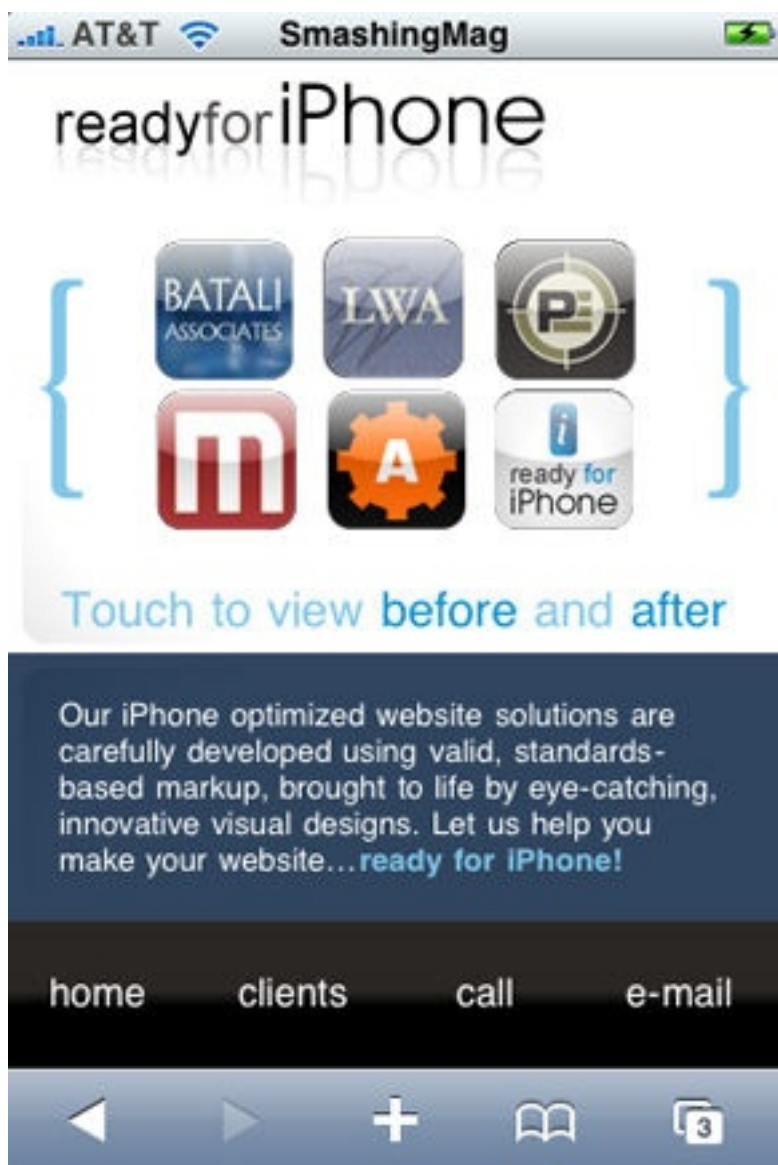 AT&T SmashingMag
readyforiPhone
BATALI
ASSOCIATES
LWA
PE
m
A
i
ready for
iPhone
Touch to view before and after
Our iPhone optimized website solutions are
carefully developed using valid, standards-
based markup, brought to life by eye-catching,
innovative visual designs. Let us help you
make your website...ready for iPhone!
home clients call e-mail
3